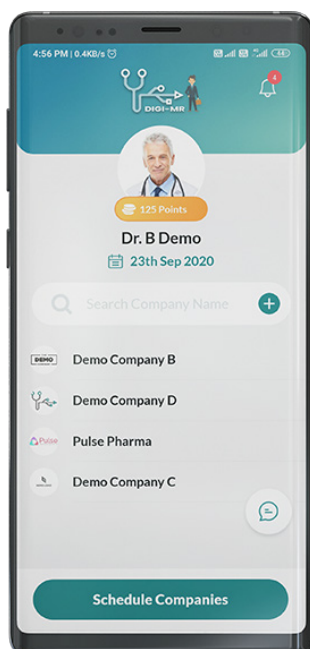 4:56 PM | 0.4KB/s
44
4
DIGI-MR
125 Points
Dr. B Demo
23th Sep 2020
Search Company Name
DEMO
Demo Company B
Demo Company D
Pulse
Pulse Pharma
Demo Company C
Schedule Companies